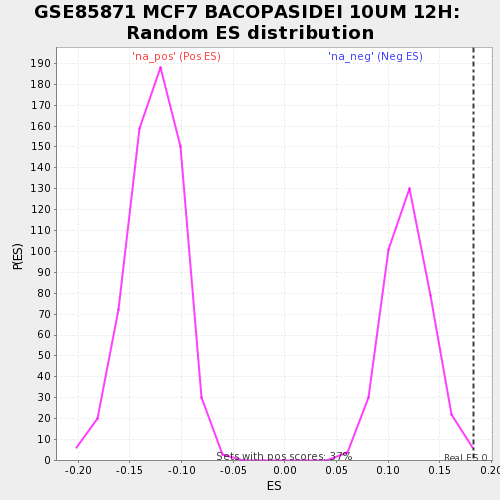 GSE85871 MCF7 BACOPASIDEI 10UM 12H:
Random ES distribution
'na_pos' (Pos ES)
'na_neg' (Neg ES)
190
180
170
160
150
140
130
120
110
100
90
80
70
60
50
40
30
20
10
0
P(ES)
Sets with pos scores: 37%
Real ES 0
-0.20 -0.15 -0.10 -0.05 0.00 0.05 0.10 0.15 0.20
ES